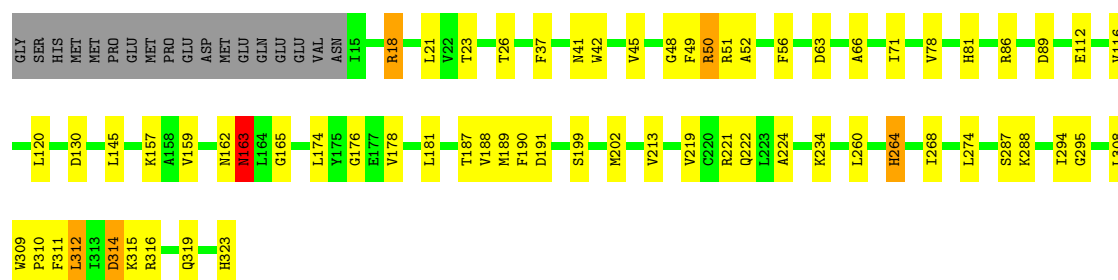 GLY SER HIS MET MET PRO GLU GLU MET PRO GLU ASP MET GLU GLN GLU GLU VAL ASN I15 R18 L21 V22 T23 T26 F37 N41 W42 V45 G48 F49 R50 R51 A52 F56 D63 A66 I71 V78 H81 R86 D89 E112 V116
L120 D130 L145 K157 A158 V159 N162 N163 L164 G165 L174 Y175 G176 E177 V178 L181 T187 V188 M189 F190 D191 S199 M202 V213 V219 C220 R221 Q222 L223 A224 K234 L260 H264 I268 L274 S287 K288 I294 G295 L308
W309 P310 F311 L312 I313 D314 K315 R316 Q319 H323